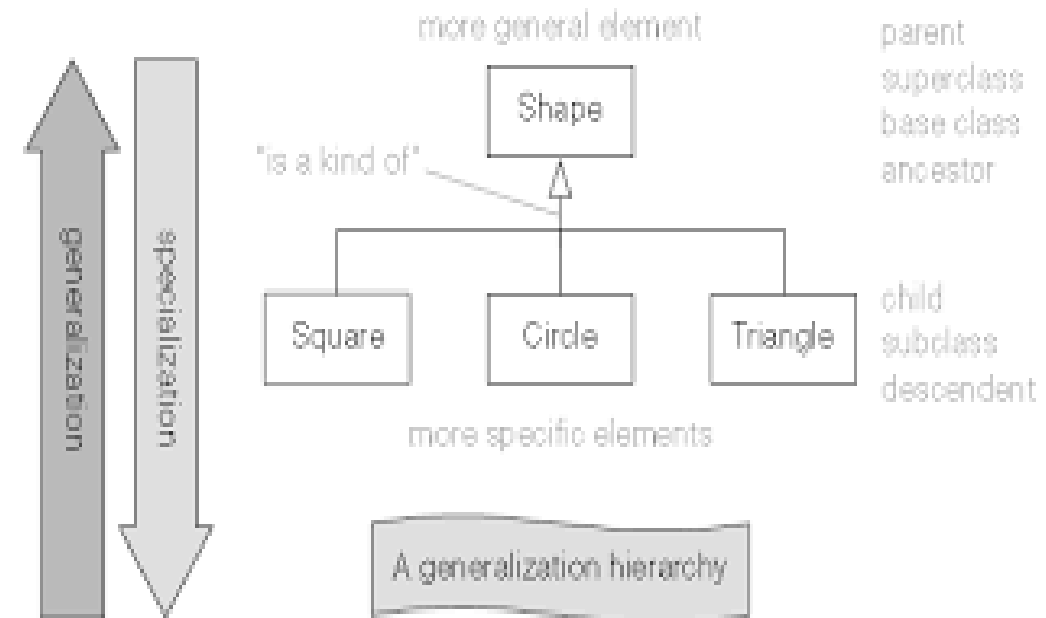 more general element
parent
superclass
base class
ancestor
Shape
"is a kind of"
generalization
specialization
Square
Circle
Triangle
child
subclass
descendent
more specific elements
A generalization hierarchy